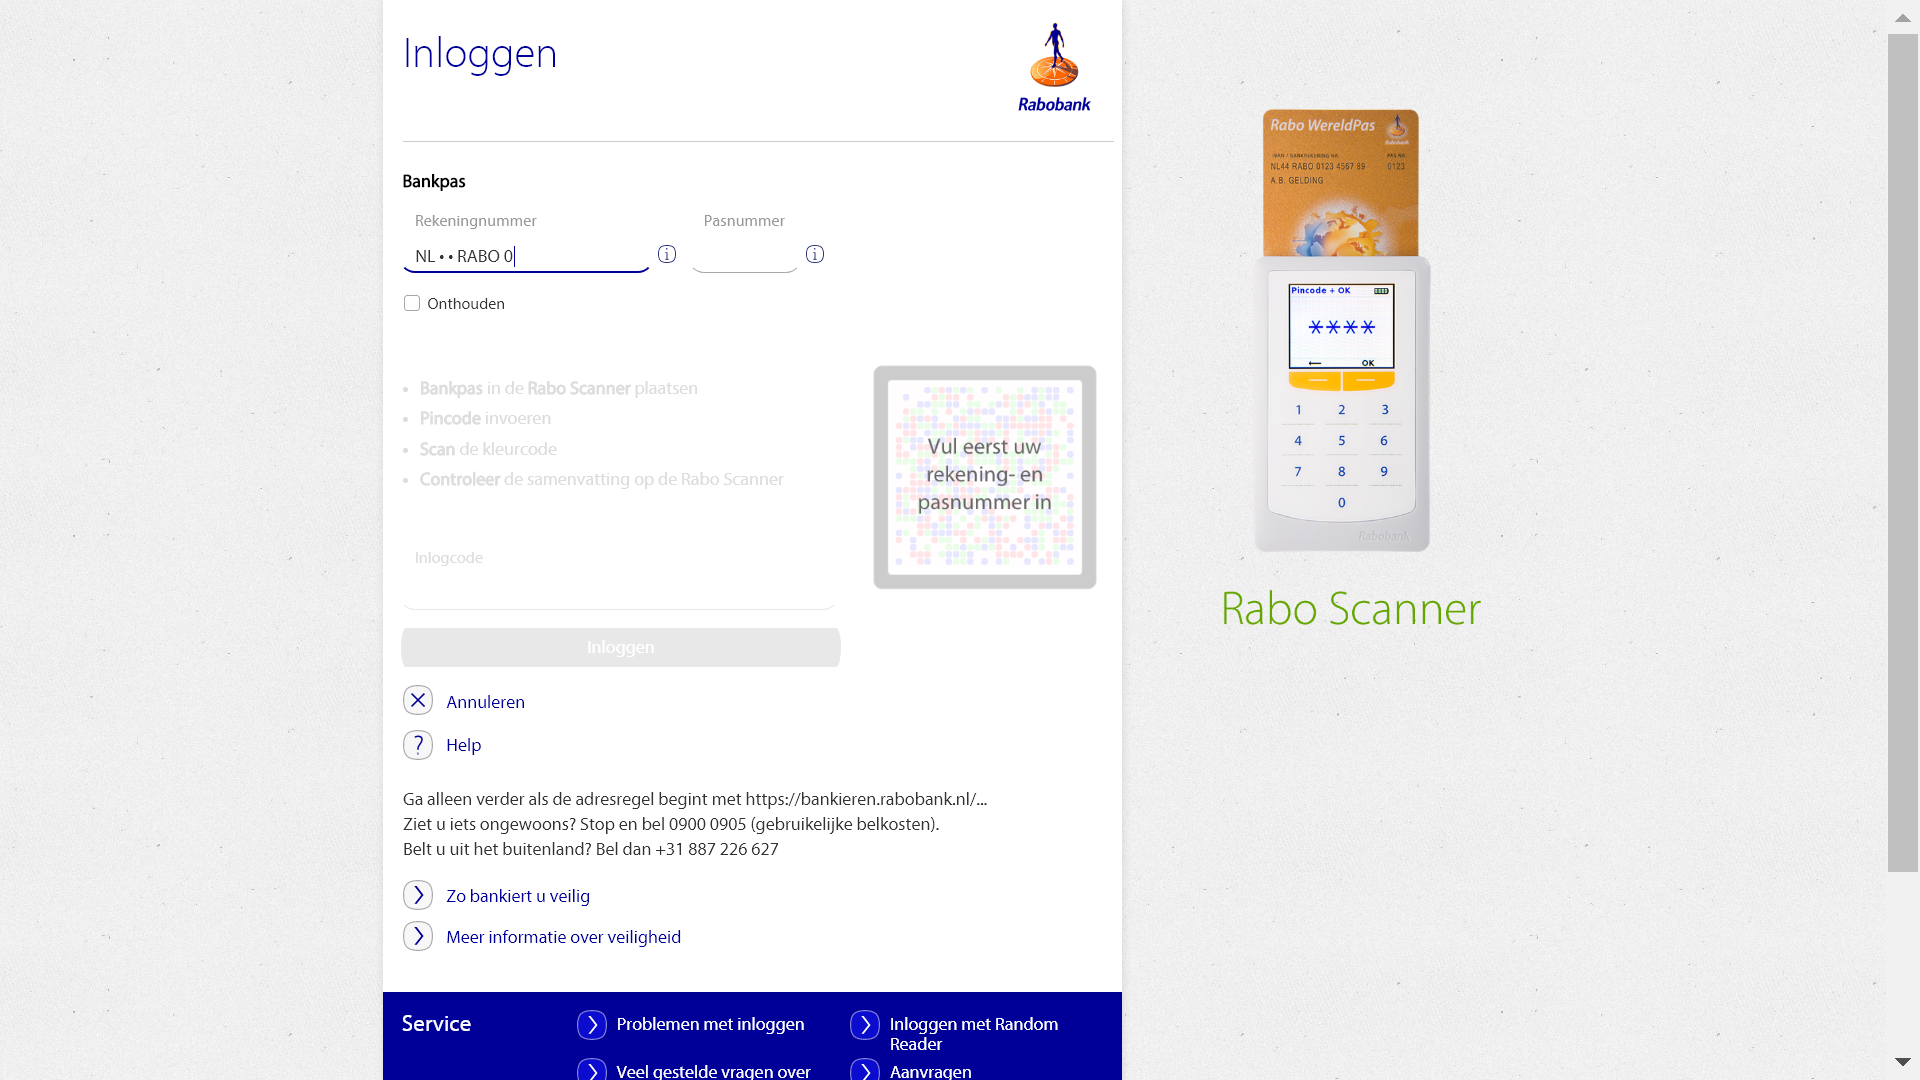 Inloggen
Rabobank
Bankpas
Rekeningnummer
Pasnummer
NL • • RABO 0
Onthouden
• Bankpas in de Rabo Scanner plaatsen
• Pincode invoeren
• Scan de kleurcode
• Controleer de samenvatting op de Rabo Scanner
Vul eerst uw
rekening- en
pasnummer in
Inlogcode
Inloggen
Annuleren
Help
Ga alleen verder als de adresregel begint met https://bankieren.rabobank.nl/...
Ziet u iets ongewoons? Stop en bel 0900 0905 (gebruikelijke belkosten).
Belt u uit het buitenland? Bel dan +31 887 226 627
Zo bankiert u veilig
Meer informatie over veiligheid
Service
Problemen met inloggen
Inloggen met Random
Reader
Veel gestelde vragen over
Aanvragen
Rabo WereldPas
Rabobank
IBAN / BANKREKENING NR. PAS NR.
NL44 RABO 0123 4567 89 0123
A.B. GELDING
Pincode + OK
****
OK
1 2 3
4 5 6
7 8 9
0
Rabobank
Rabo Scanner